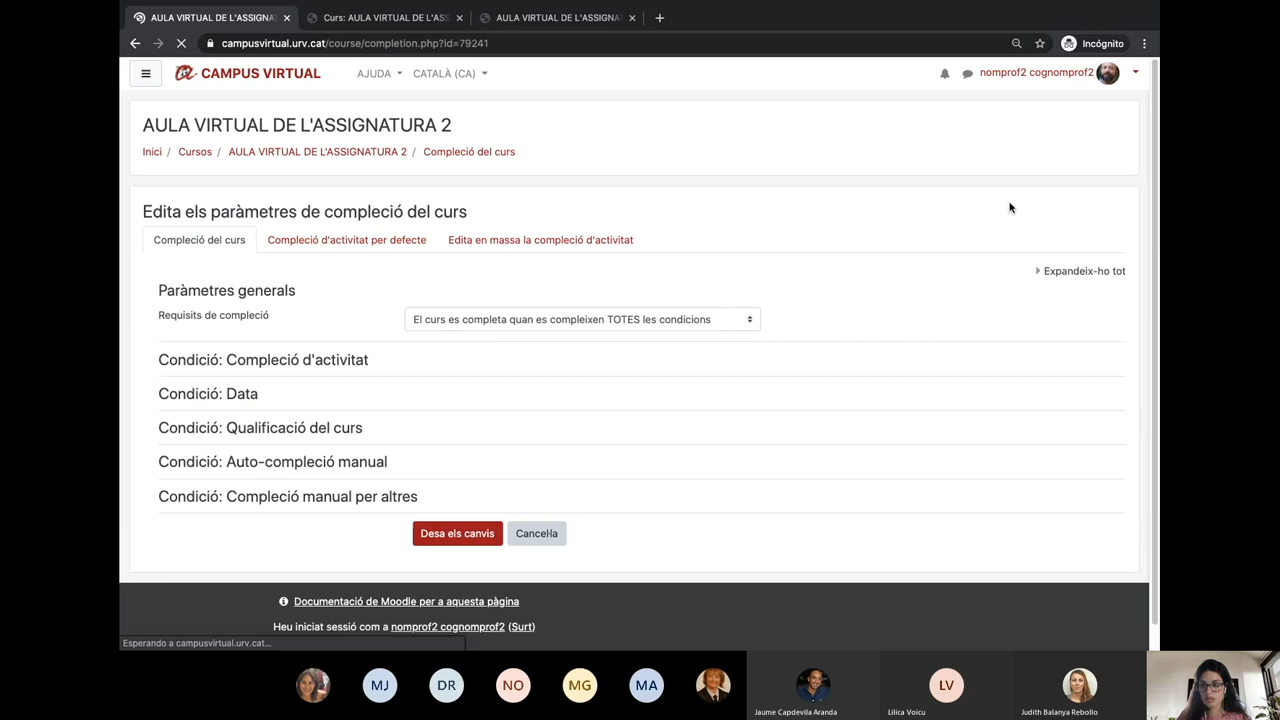 AULA VIRTUAL DE L'ASSIGNA
Curs: AULA VIRTUAL DE L'ASS
AULA VIRTUAL DE L'ASSIGNA
campusvirtual.urv.cat/course/completion.php?id=79241
Incógnito
CAMPUS VIRTUAL
AJUDA
CATALÀ (CA)
nomprof2 cognomprof2
AULA VIRTUAL DE L'ASSIGNATURA 2
Inici / Cursos / AULA VIRTUAL DE L'ASSIGNATURA 2 / Compleció del curs
Edita els paràmetres de compleció del curs
Compleció del curs
Compleció d'activitat per defecte
Edita en massa la compleció d'activitat
Expandeix-ho tot
Paràmetres generals
Requisits de compleció
El curs es completa quan es compleixen TOTES les condicions
Condició: Compleció d'activitat
Condició: Data
Condició: Qualificació del curs
Condició: Auto-compleció manual
Condició: Compleció manual per altres
Desa els canvis
Cancel·la
Documentació de Moodle per a aquesta pàgina
Heu iniciat sessió com a nomprof2 cognomprof2 (Surt)
Esperando a campusvirtual.urv.cat...
MJ
DR
NO
MG
MA
LV
Jaume Capdevila Aranda
Lilica Voicu
Judith Balanya Rebollo